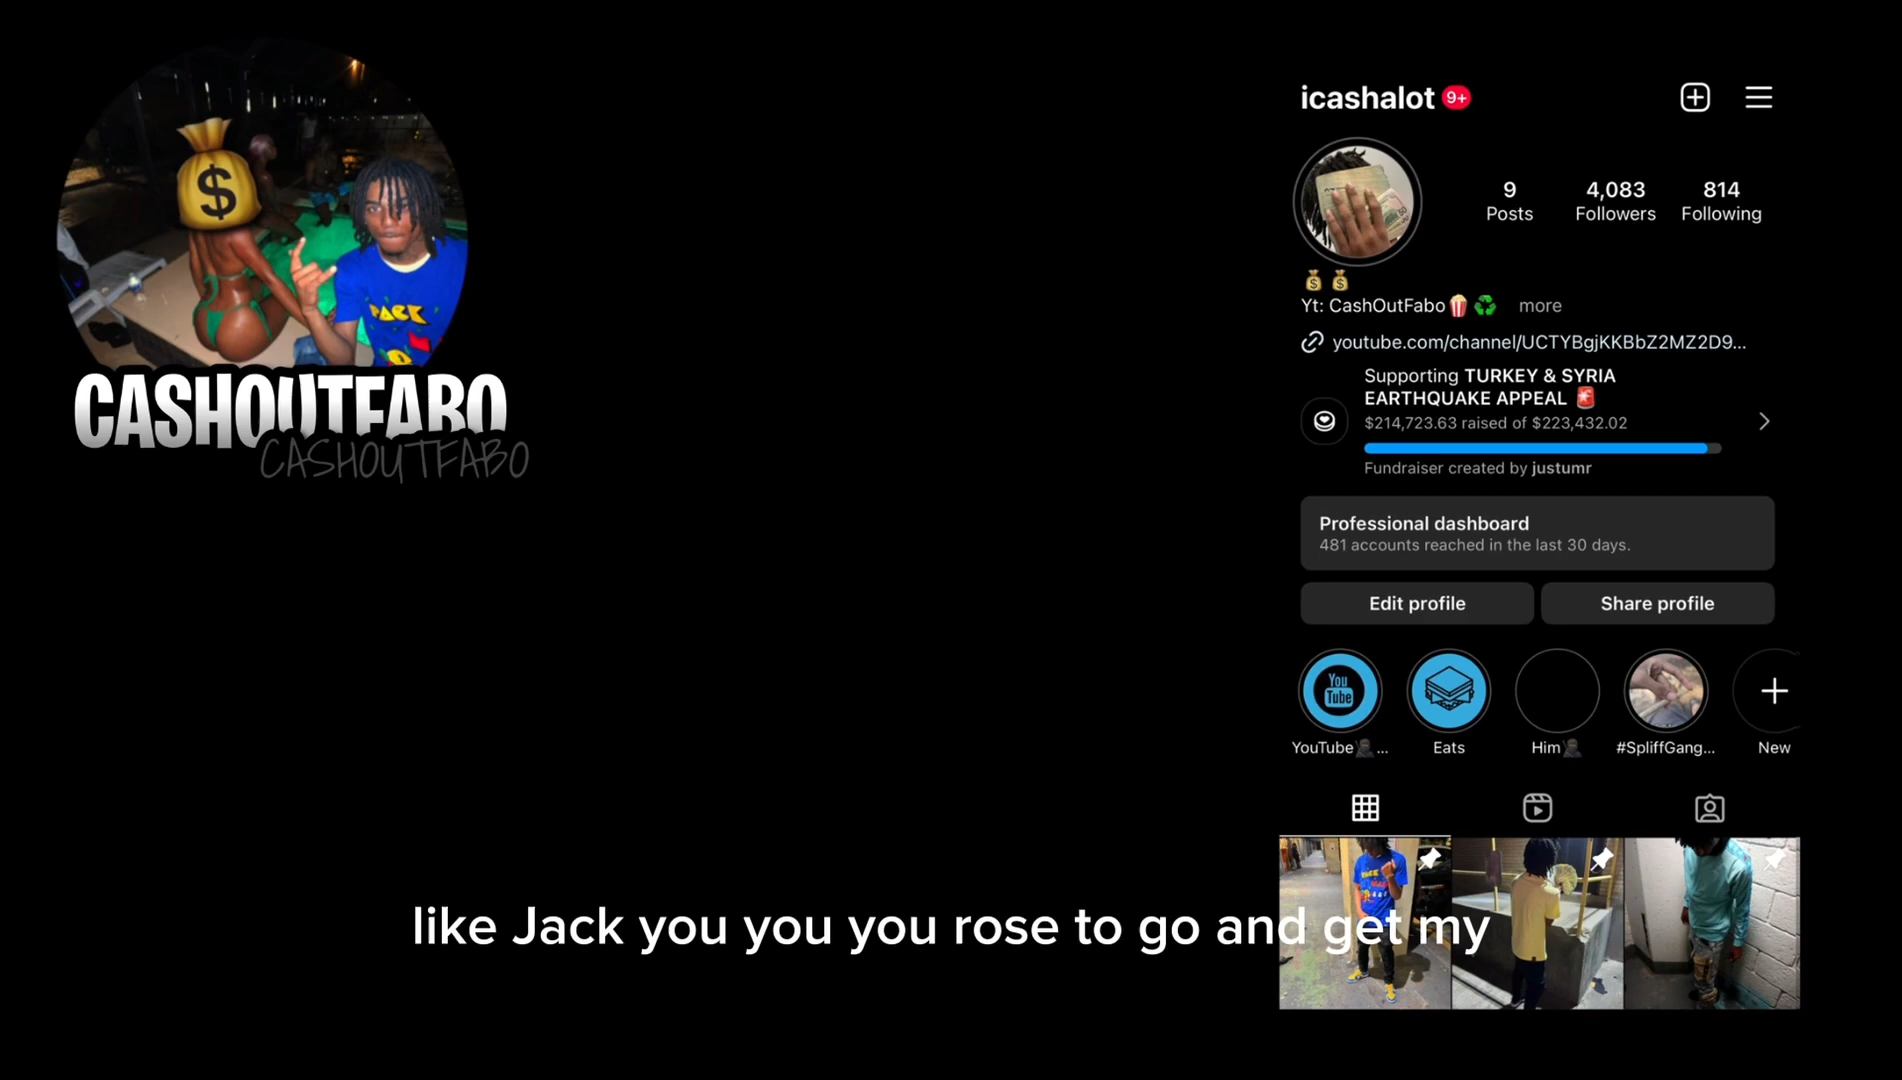 $
PACK
CASHOUTFABO
CASHOUTFABO
icashalot 9+
9 4,083 814
Posts Followers Following
Yt: CashOutFabo more
youtube.com/channel/UCTYBgjKKBbZ2MZ2D9...
Supporting TURKEY & SYRIA
EARTHQUAKE APPEAL
$214,723.63 raised of $223,432.02
Fundraiser created by justumr
Professional dashboard
481 accounts reached in the last 30 days.
Edit profile Share profile
You
Tube
YouTube... Eats Him #SpliffGang... New
like Jack you you you rose to go and get my